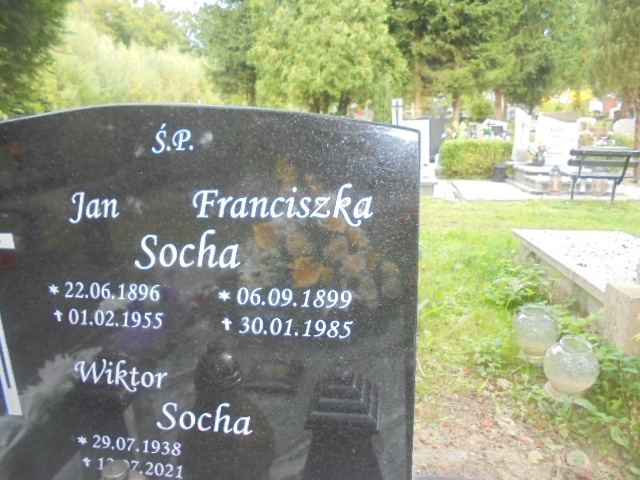 Ś.P.
Jan Franciszka
Socha
* 22.06.1896 * 06.09.1899
✝ 01.02.1955 ✝ 30.01.1985
Wiktor
Socha
* 29.07.1938